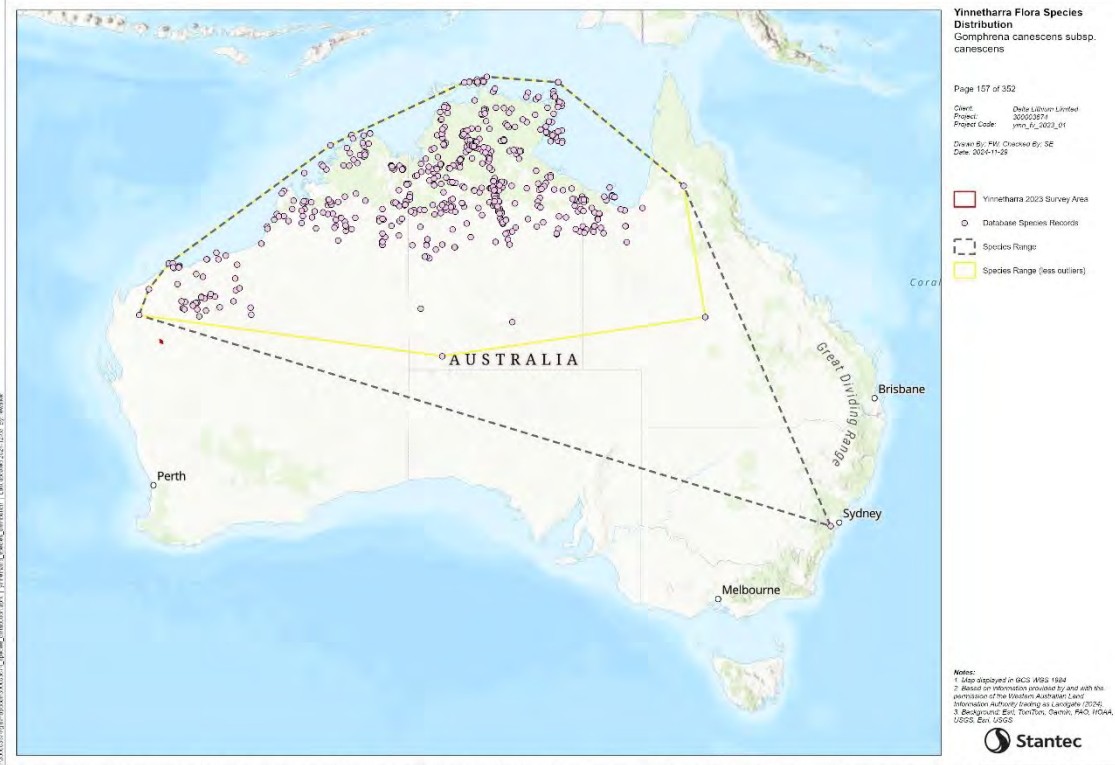 Yinnetharra Flora Species
Distribution
Gomphrena canescens subsp.
canescens
Page 157 of 352
Client: Delta Lithium Limited
Project: 300003874
Project Code: ymn_fv_2023_01
Drawn By: FW, Checked By: SE
Date: 2024-11-29
Yinnetharra 2023 Survey Area
Database Species Records
Species Range
Species Range (less outliers)
Coral
AUSTRALIA
Great Dividing Range
Brisbane
Perth
Sydney
Melbourne
Notes:
1. Map displayed in GCS WGS 1984
2. Based on information provided by and with the
permission of the Western Australian Land
Information Authority trading as Landgate (2024).
3. Background: Esri, TomTom, Garmin, FAO, NOAA,
USGS, Esri, USGS
Stantec